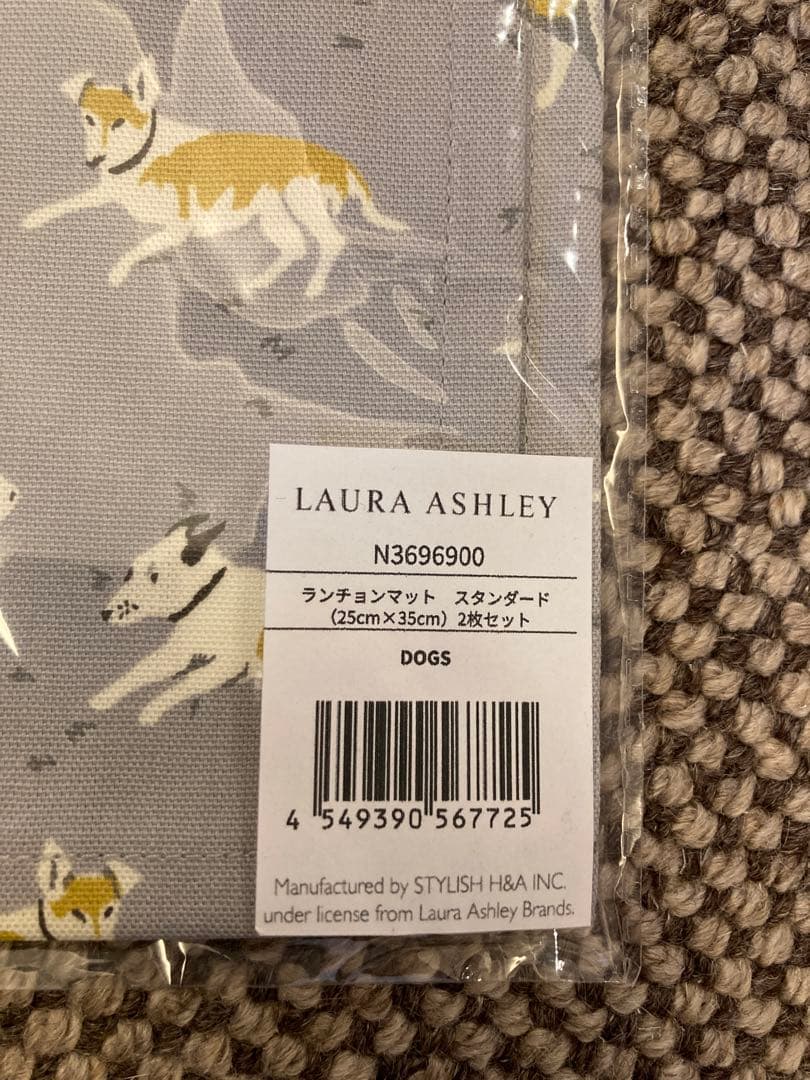 LAURA ASHLEY
N3696900
ランチョンマット　スタンダード
（25cm×35cm）2枚セット
DOGS
4 549390 567725
Manufactured by STYLISH H&A INC.
under license from Laura Ashley Brands.